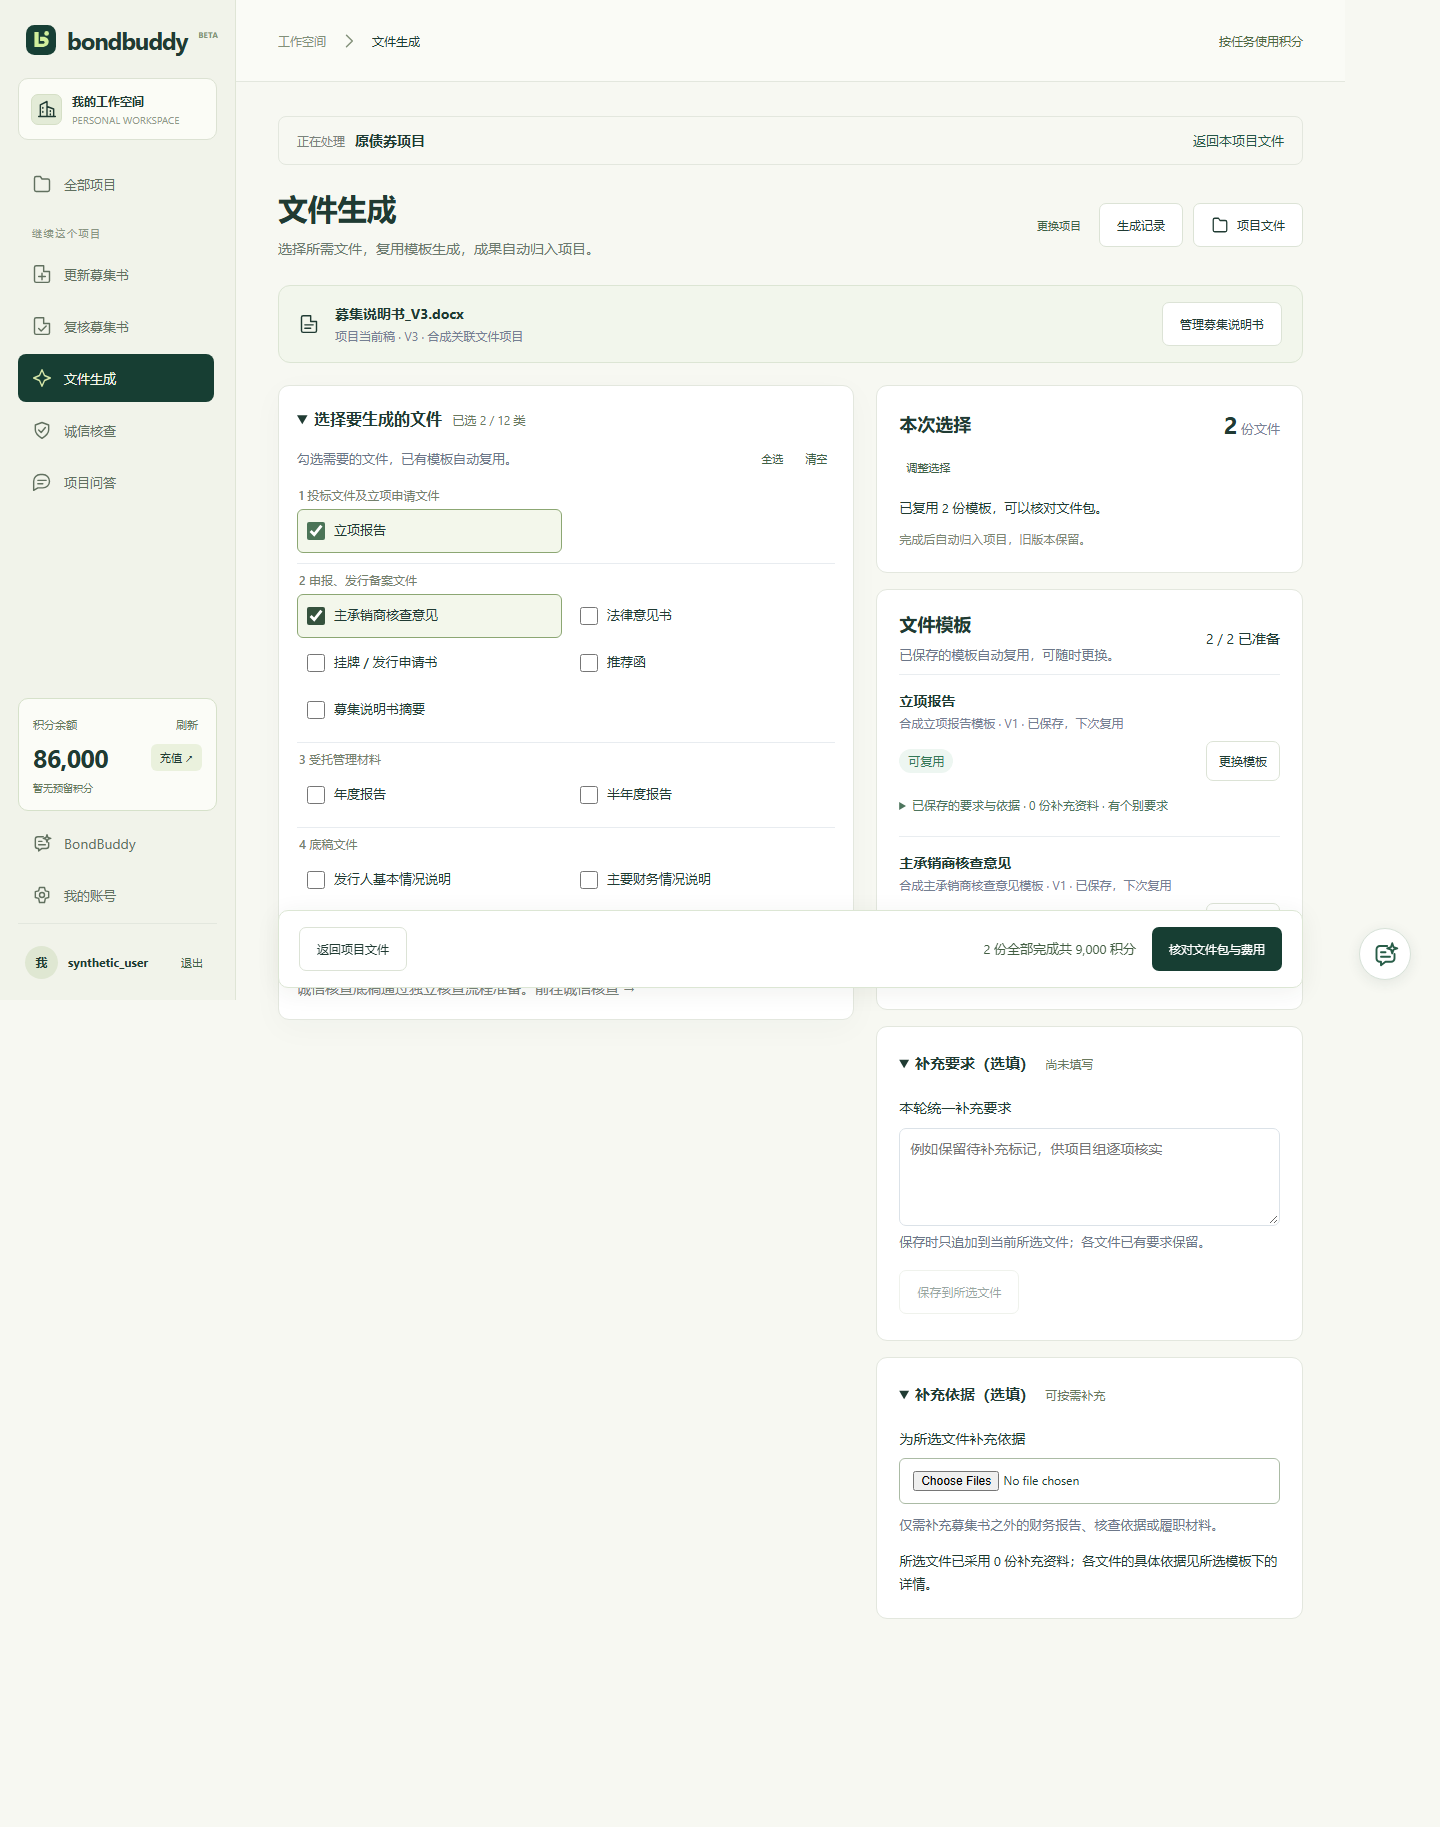 bondbuddy BETA
我的工作空间
PERSONAL WORKSPACE
全部项目
继续这个项目
更新募集书
复核募集书
文件生成
诚信核查
项目问答
积分余额 刷新
86,000 充值 ↗
暂无预留积分
BondBuddy
我的账号
我 synthetic_user 退出
工作空间 文件生成 按任务使用积分
正在处理 原债券项目 返回本项目文件
文件生成
选择所需文件，复用模板生成，成果自动归入项目。
更换项目 生成记录 项目文件
募集说明书_V3.docx
项目当前稿 · V3 · 合成关联文件项目
管理募集说明书
▼ 选择要生成的文件 已选 2 / 12 类
勾选需要的文件，已有模板自动复用。 全选 清空
1 投标文件及立项申请文件
立项报告
2 申报、发行备案文件
主承销商核查意见 法律意见书
挂牌 / 发行申请书 推荐函
募集说明书摘要
3 受托管理材料
年度报告 半年度报告
4 底稿文件
发行人基本情况说明 主要财务情况说明
诚信核查底稿通过独立核查流程准备。前往诚信核查 →
本次选择 2 份文件
调整选择
已复用 2 份模板，可以核对文件包。
完成后自动归入项目，旧版本保留。
文件模板
已保存的模板自动复用，可随时更换。
2 / 2 已准备
立项报告
合成立项报告模板 · V1 · 已保存，下次复用
可复用 更换模板
▶ 已保存的要求与依据 · 0 份补充资料 · 有个别要求
主承销商核查意见
合成主承销商核查意见模板 · V1 · 已保存，下次复用
返回项目文件 2 份全部完成共 9,000 积分 核对文件包与费用
▼ 补充要求（选填） 尚未填写
本轮统一补充要求
例如保留待补充标记，供项目组逐项核实
保存时只追加到当前所选文件；各文件已有要求保留。
保存到所选文件
▼ 补充依据（选填） 可按需补充
为所选文件补充依据
Choose Files No file chosen
仅需补充募集书之外的财务报告、核查依据或履职材料。
所选文件已采用 0 份补充资料；各文件的具体依据见所选模板下的
详情。